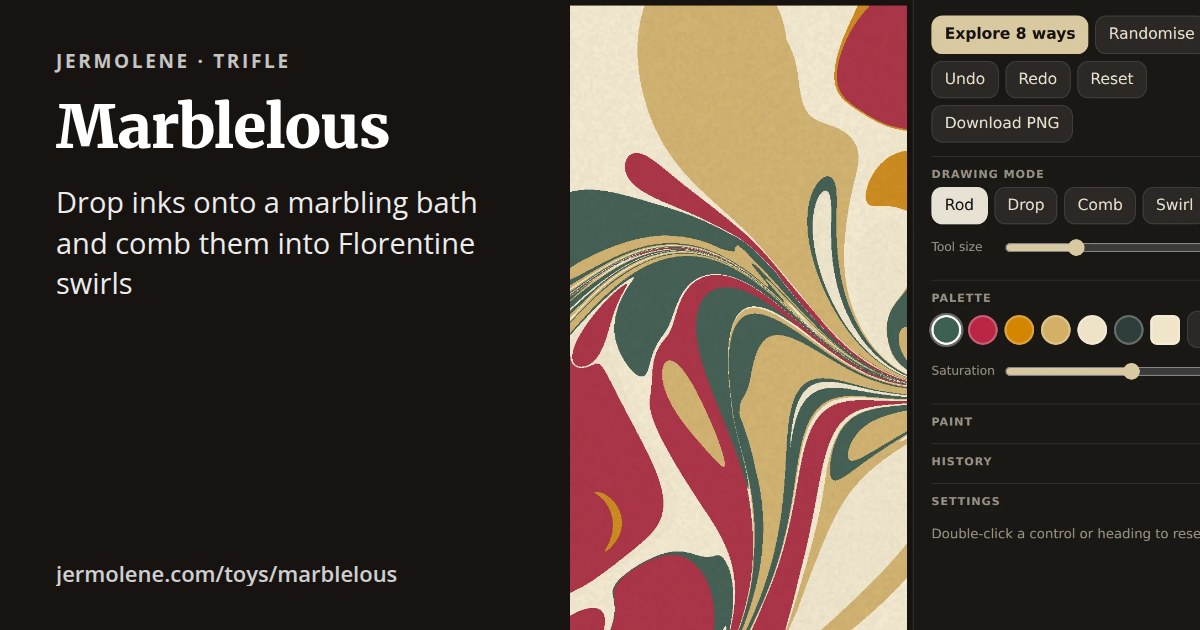 JERMOLENE · TRIFLE
Marblelous
Drop inks onto a marbling bath
and comb them into Florentine
swirls
jermolene.com/toys/marblelous
Explore 8 ways
Randomise
Undo
Redo
Reset
Download PNG
DRAWING MODE
Rod
Drop
Comb
Swirl
Tool size
PALETTE
Saturation
PAINT
HISTORY
SETTINGS
Double-click a control or heading to rese